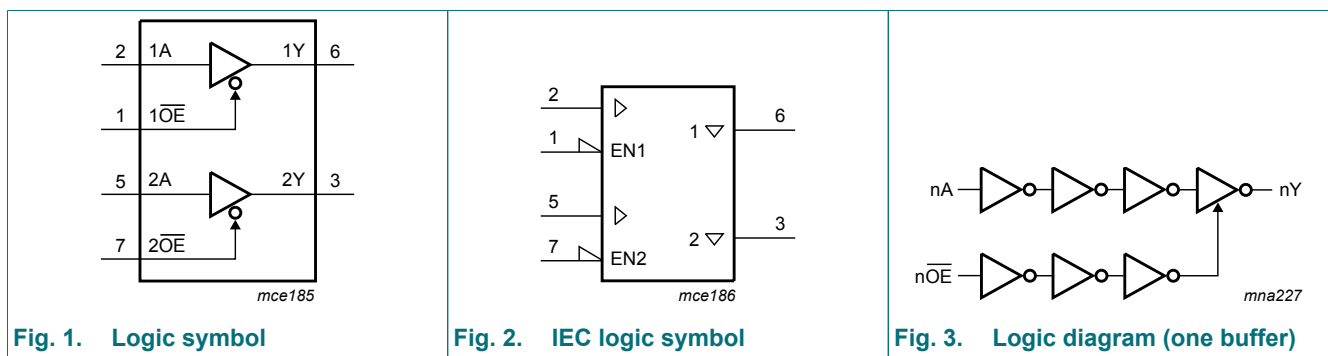 2 1A 1Y 6
1 1OE
5 2A 2Y 3
7 2OE
mce185
Fig. 1. Logic symbol
2
1 EN1
5
7 EN2
1 6
2 3
mce186
Fig. 2. IEC logic symbol
nA nY
nOE
mna227
Fig. 3. Logic diagram (one buffer)